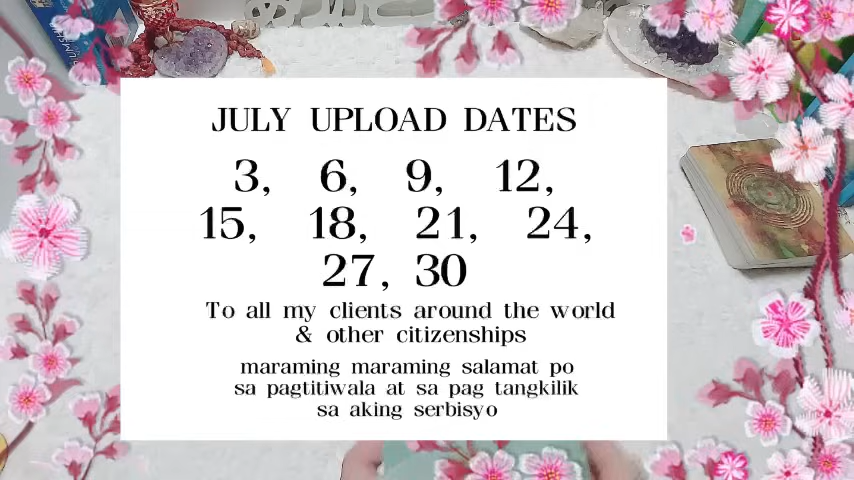 JULY UPLOAD DATES
3, 6, 9, 12,
15, 18, 21, 24,
27, 30
To all my clients around the world
& other citizenships
maraming maraming salamat po
sa pagtitiwala at sa pag tangkilik
sa aking serbisyo